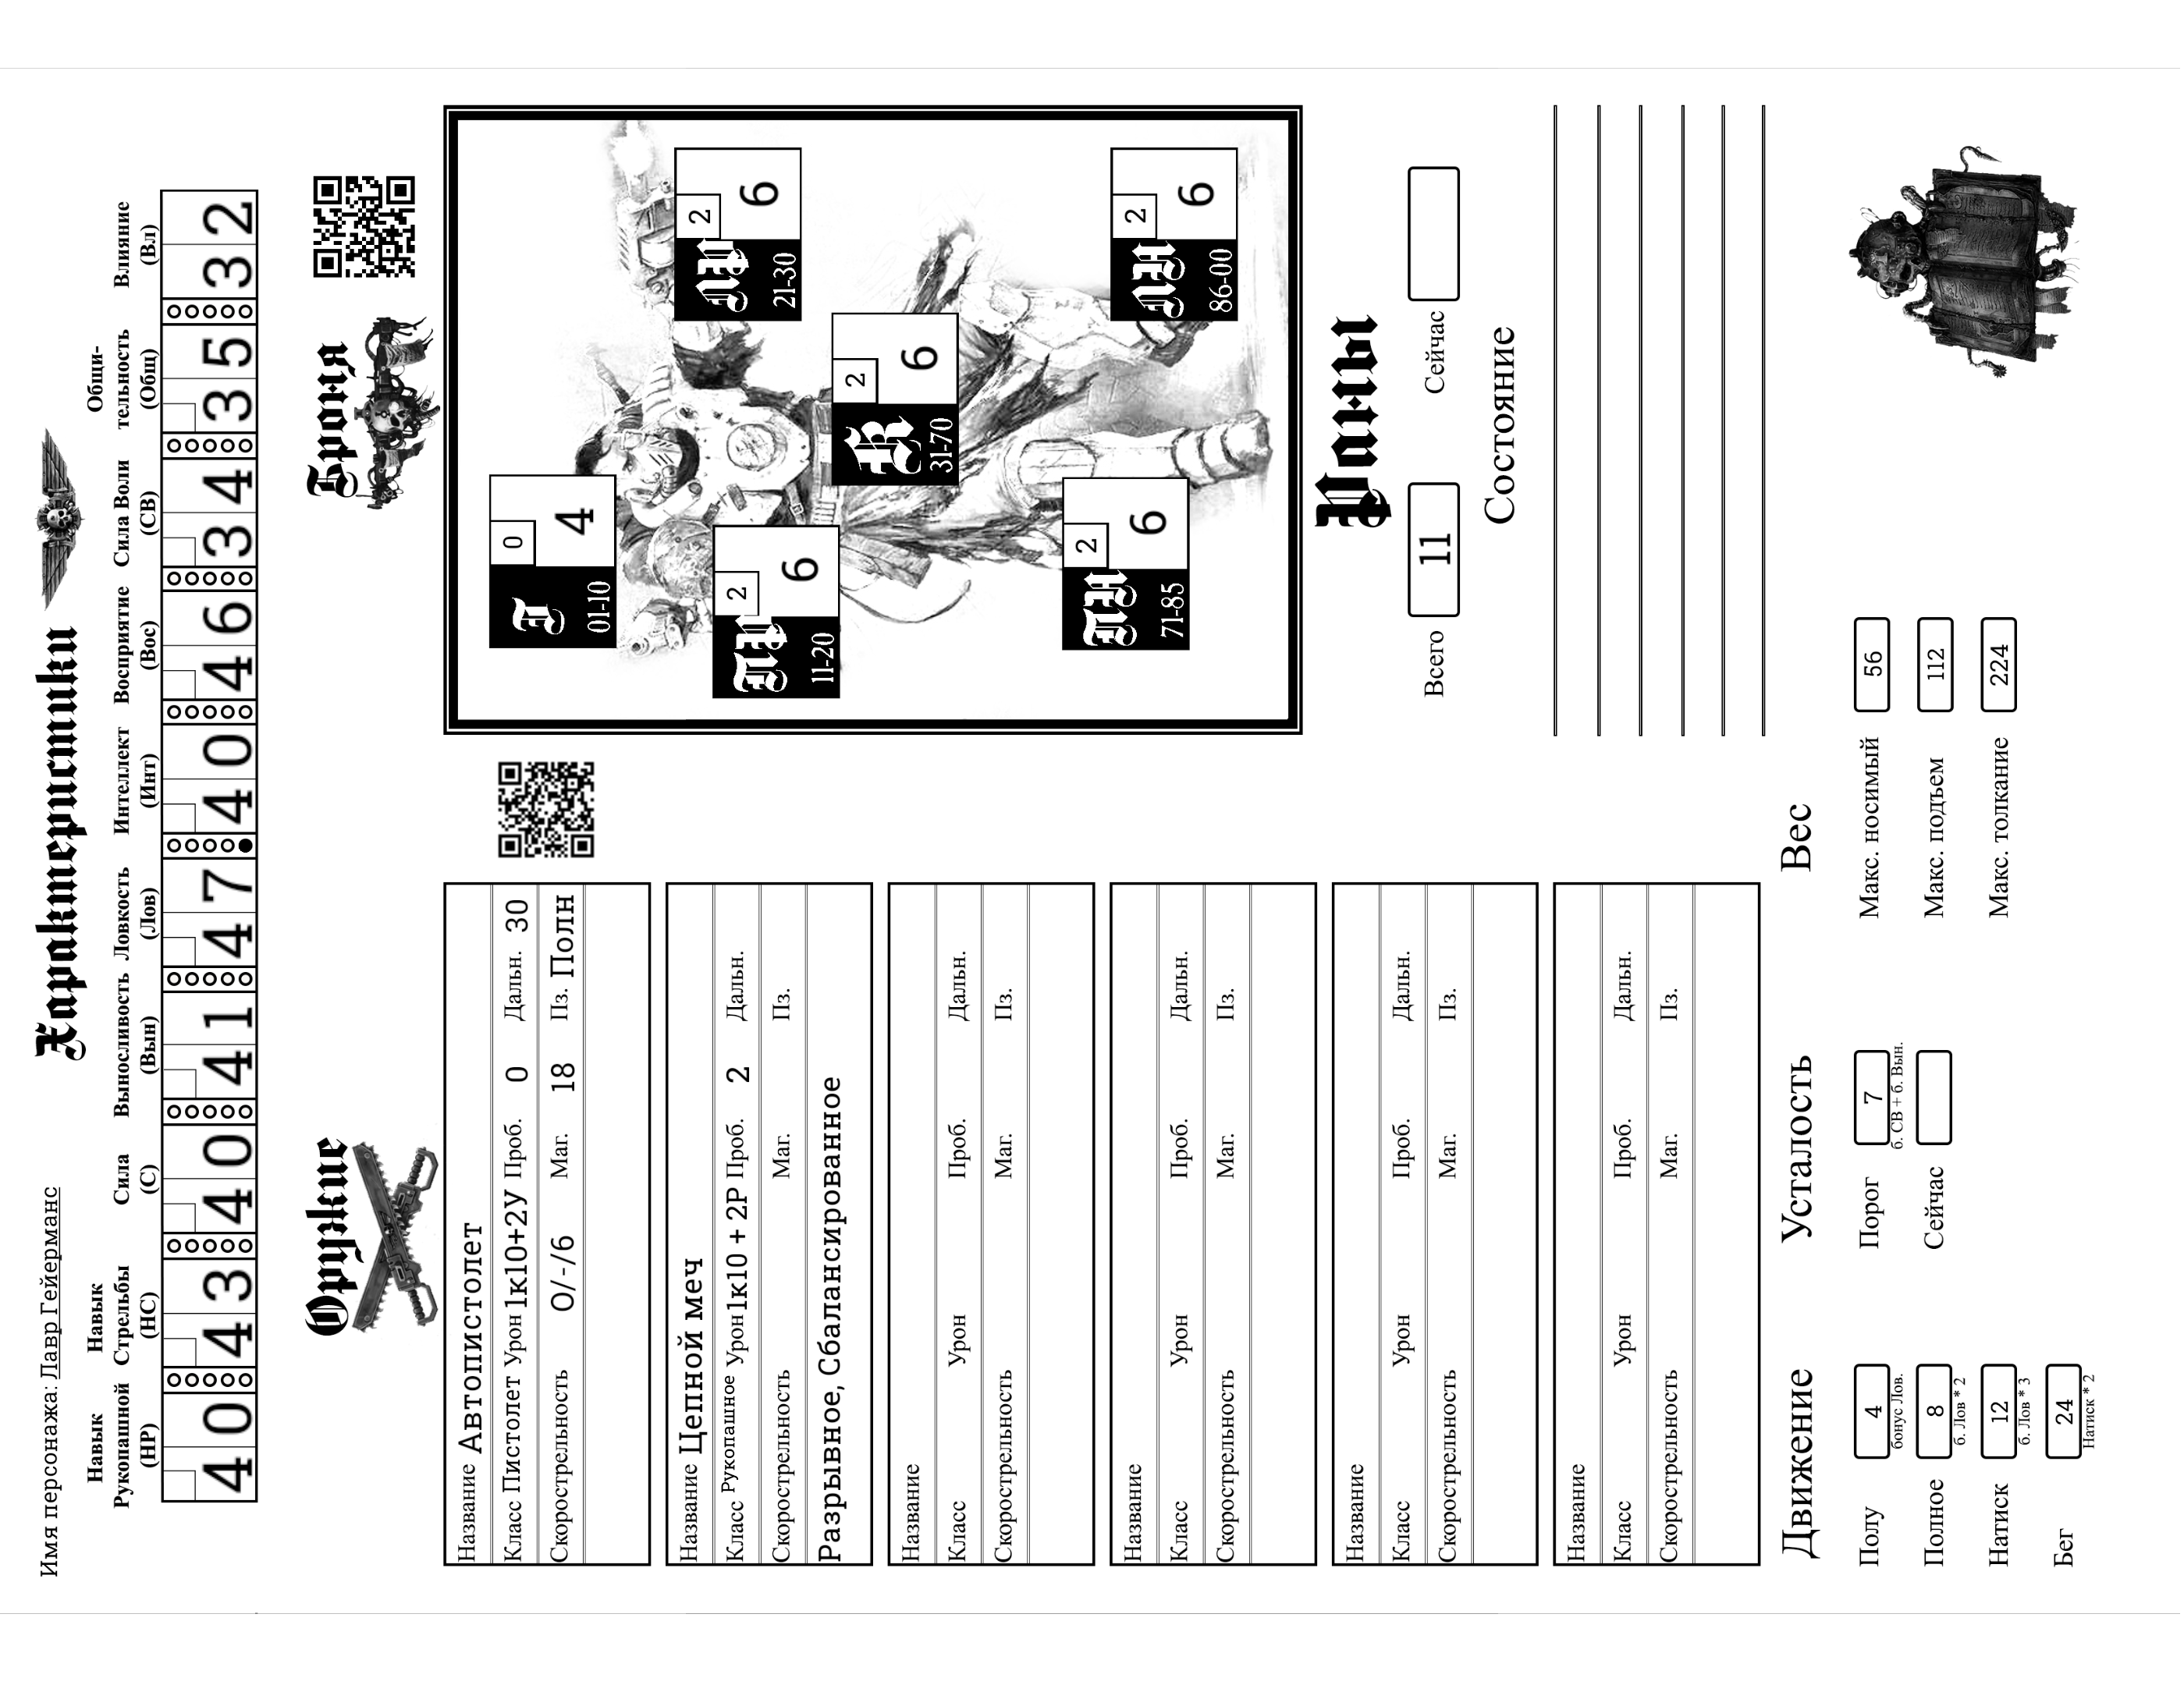 Имя персонажа: Лавр Гейерманс
Характеристики
Навык Рукопашной (НР)
40
Навык Стрельбы (НС)
43
Сила (С)
40
Выносливость (Вын)
41
Ловкость (Лов)
47
Интеллект (Инт)
40
Восприятие (Вос)
46
Сила Воли (СВ)
34
Общи-
тельность (Общ)
35
Влияние (Вл)
32
Оружие
Название Автопистолет
Класс Пистолет Урон 1к10+2У Проб. 0 Дальн. 30
Скорострельность О/-/6 Маг. 18 Пз. Полн
Название Цепной меч
Класс Рукопашное Урон 1к10 + 2Р Проб. 2 Дальн.
Скорострельность Маг. Пз.
Разрывное, Сбалансированное
Название
Класс Урон Проб. Дальн.
Скорострельность Маг. Пз.
Название
Класс Урон Проб. Дальн.
Скорострельность Маг. Пз.
Название
Класс Урон Проб. Дальн.
Скорострельность Маг. Пз.
Название
Класс Урон Проб. Дальн.
Скорострельность Маг. Пз.
Броня
Г 0
01-10 4
ПР 2
11-20 6
ЛР 2
21-30 6
В 2
31-70 6
ПН 2
71-85 6
ЛН 2
86-00 6
Раны
Всего 11 Сейчас
Состояние
Движение
Полу 4
бонус Лов.
Полное 8
б. Лов * 2
Натиск 12
б. Лов * 3
Бег 24
Натиск * 2
Усталость
Порог 7
б. СВ + б. Вын.
Сейчас
Вес
Макс. носимый 56
Макс. подъем 112
Макс. толкание 224